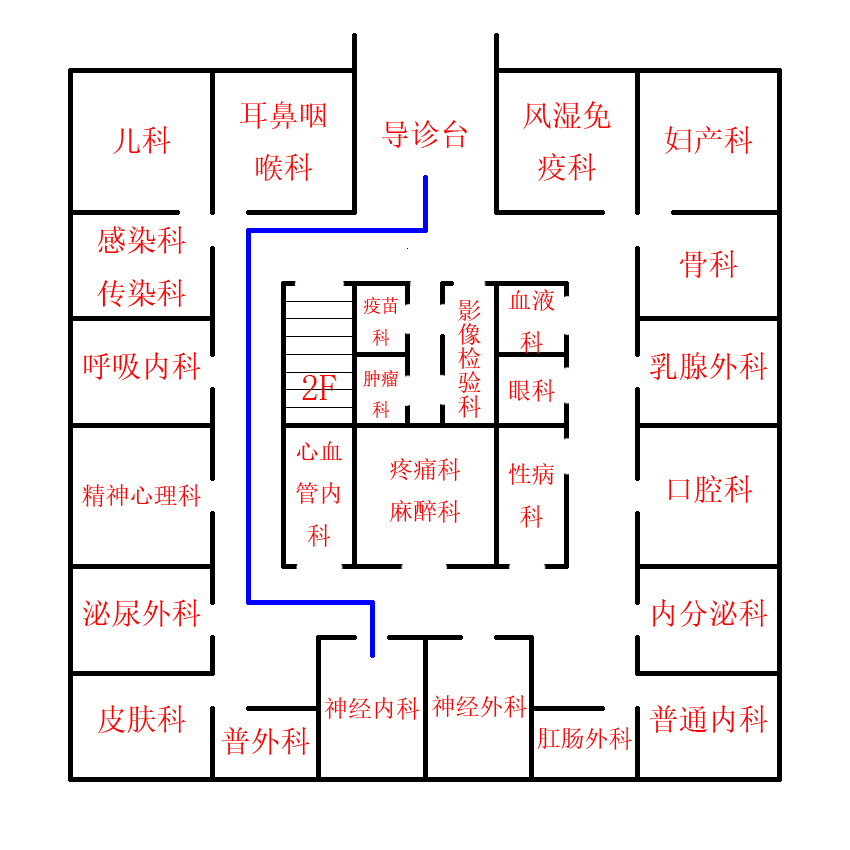 儿科
耳鼻咽
喉科
导诊台
风湿免
疫科
妇产科
感染科
传染科
骨科
疫苗
科
影像检验科
血液
科
呼吸内科
2F
肿瘤
科
眼科
乳腺外科
心血
管内
科
疼痛科
麻醉科
性病
科
精神心理科
口腔科
泌尿外科
内分泌科
皮肤科
普外科
神经内科
神经外科
肛肠外科
普通内科